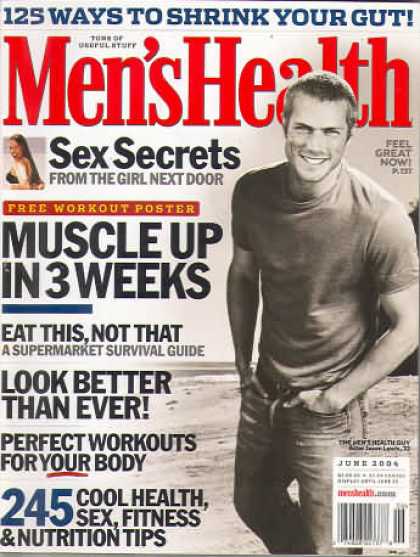 125 WAYS TO SHRINK YOUR GUT!
TONS OF
USEFUL STUFF
Men'sHealth
Sex Secrets
FROM THE GIRL NEXT DOOR
FEEL
GREAT
NOW!
FREE WORKOUT POSTER
MUSCLE UP
IN 3 WEEKS
EAT THIS, NOT THAT
A SUPERMARKET SURVIVAL GUIDE
LOOK BETTER
THAN EVER!
PERFECT WORKOUTS
FOR YOUR BODY
245 COOL HEALTH,
SEX, FITNESS
& NUTRITION TIPS
THE MEN'S HEALTH GUY
JUNE 2004
menshealth.com